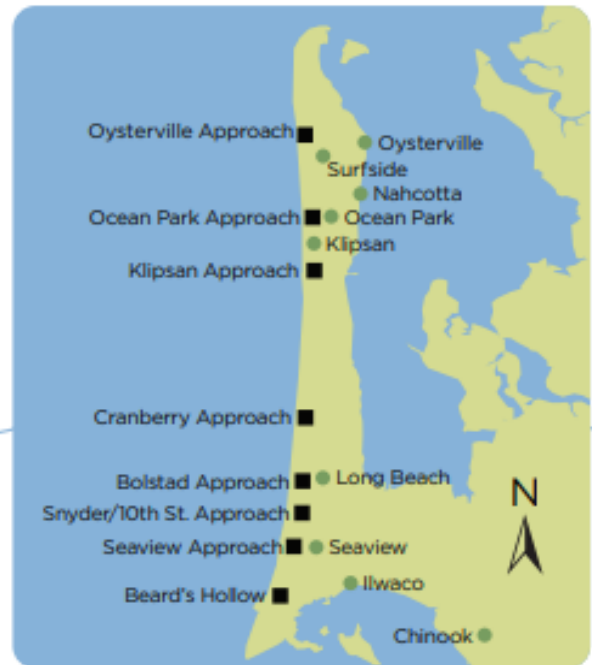 Oysterville Approach
Oysterville
Surfside
Nahcotta
Ocean Park Approach
Ocean Park
Klipsan
Klipsan Approach
Cranberry Approach
Bolstad Approach
Long Beach
Snyder/10th St. Approach
N
Seaview Approach
Seaview
Ilwaco
Beard's Hollow
Chinook